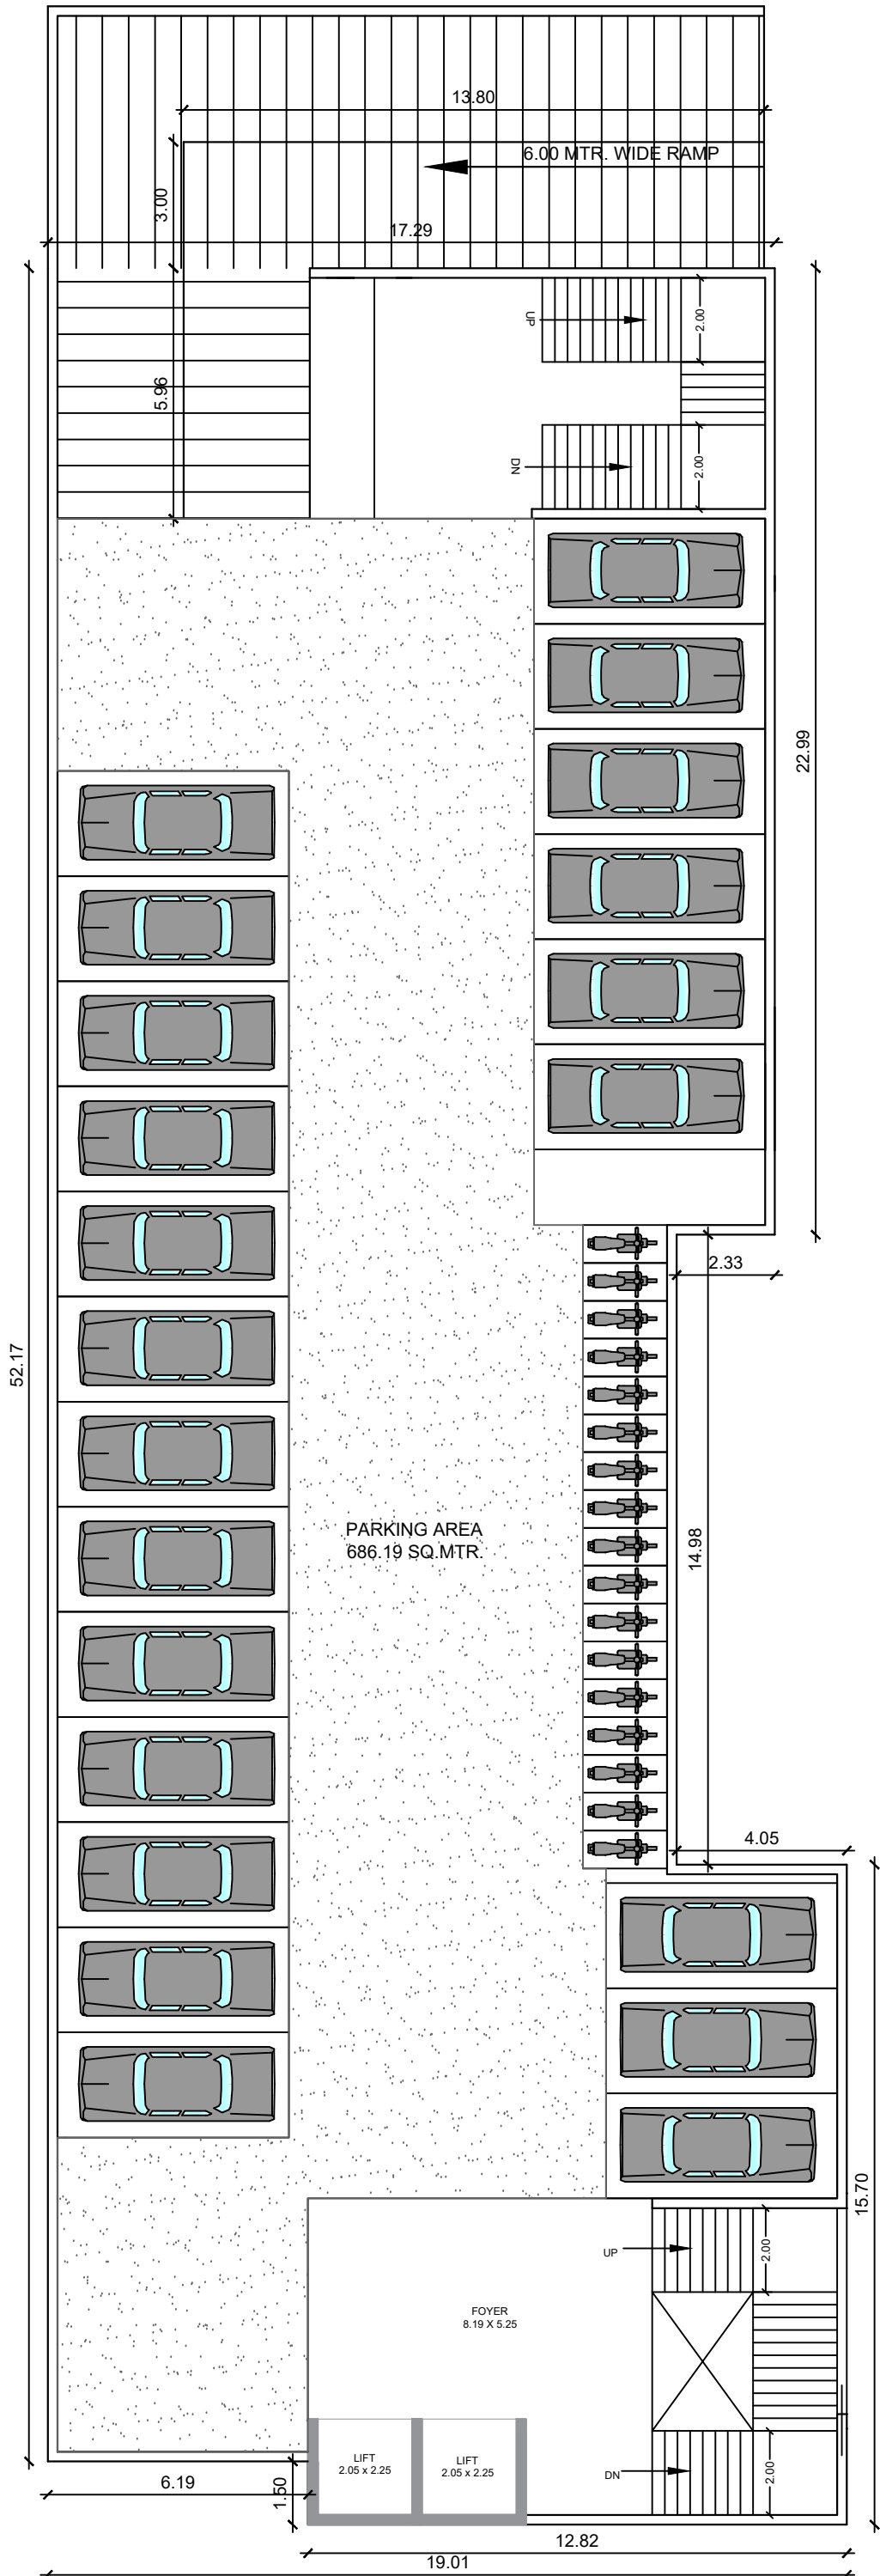 13.80
6.00 MTR. WIDE RAMP
3.00
17.29
UP
2.00
5.96
DN
2.00
22.99
2.33
52.17
PARKING AREA
686.19 SQ.MTR.
14.98
4.05
15.70
UP
2.00
FOYER
8.19 X 5.25
LIFT
2.05 x 2.25
LIFT
2.05 x 2.25
DN
2.00
6.19
1.50
12.82
19.01